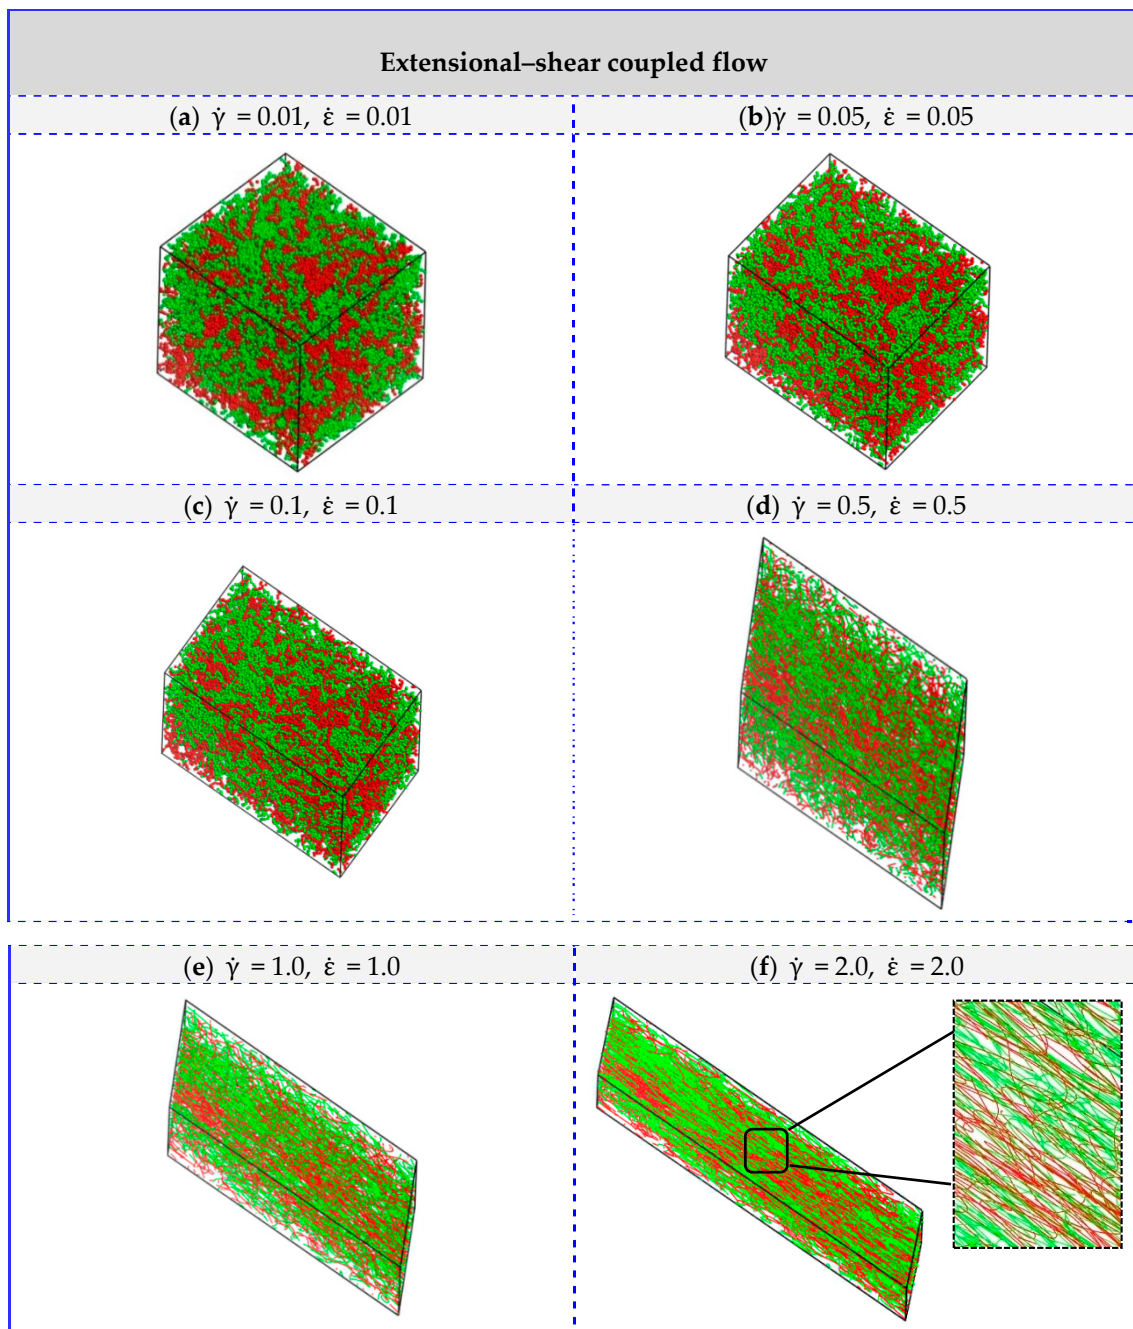 Extensional–shear coupled flow
(a) γ̇ = 0.01, ε̇ = 0.01
(b)γ̇ = 0.05, ε̇ = 0.05
(c) γ̇ = 0.1, ε̇ = 0.1
(d) γ̇ = 0.5, ε̇ = 0.5
(e) γ̇ = 1.0, ε̇ = 1.0
(f) γ̇ = 2.0, ε̇ = 2.0